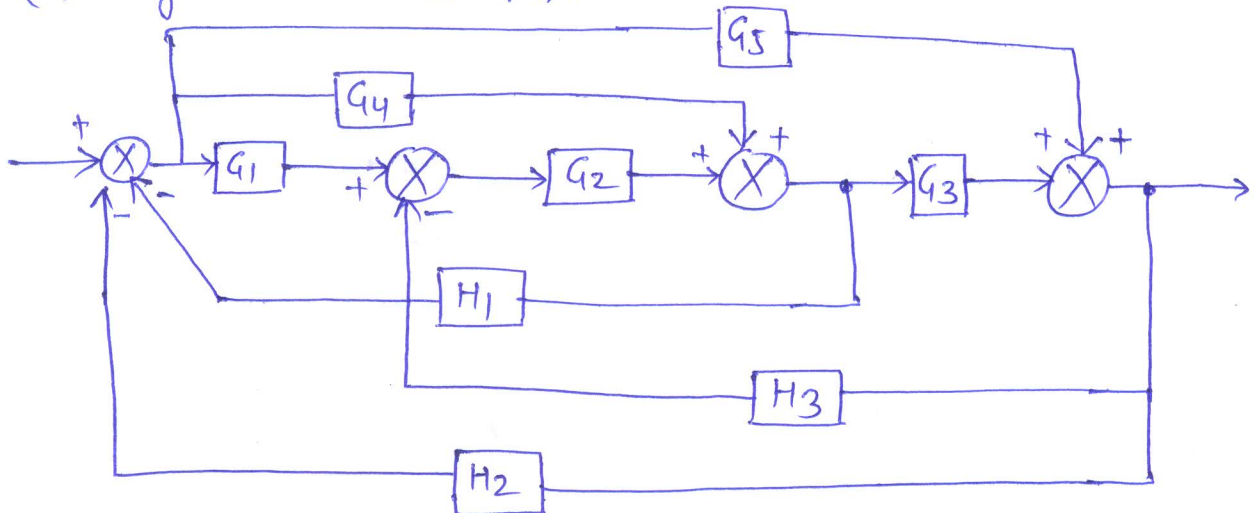 G5
G4
+ + + + +
X G1 X G2 X G3 X
- - + -
H1
H3
H2